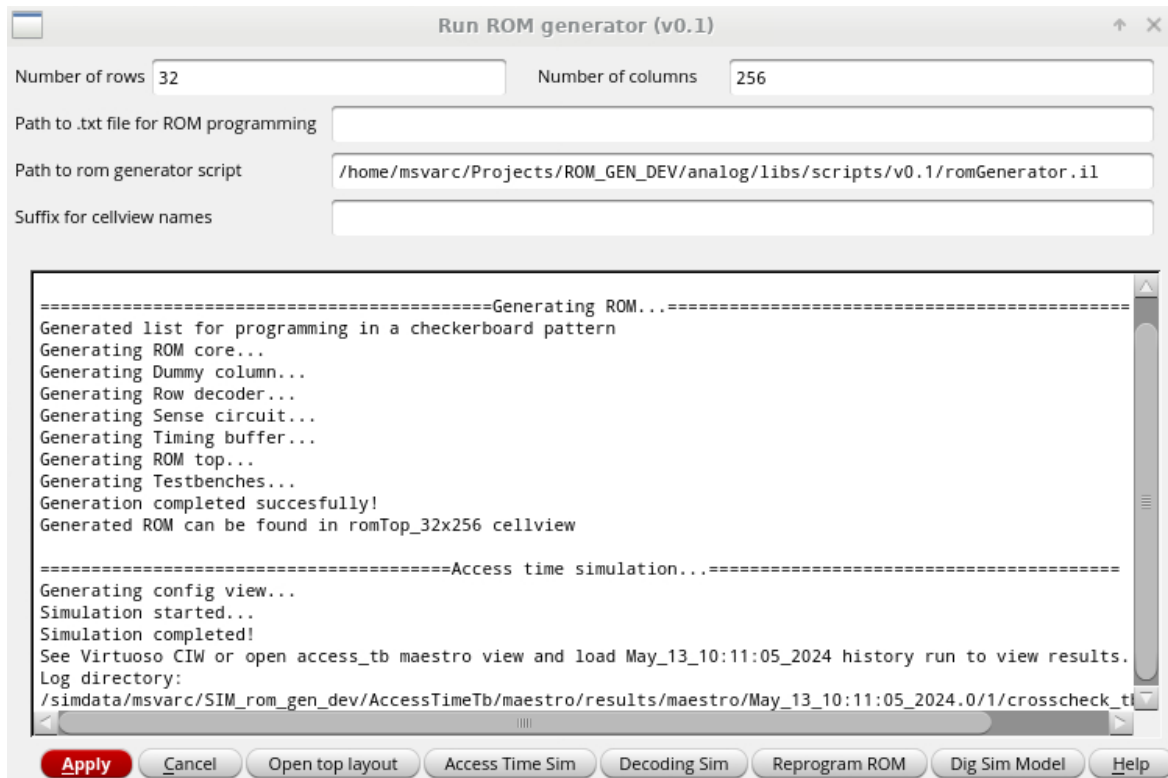 Run ROM generator (v0.1)
Number of rows 32 Number of columns 256
Path to .txt file for ROM programming
Path to rom generator script /home/msvarc/Projects/ROM_GEN_DEV/analog/libs/scripts/v0.1/romGenerator.il
Suffix for cellview names
============================================Generating ROM...=============================================
Generated list for programming in a checkerboard pattern
Generating ROM core...
Generating Dummy column...
Generating Row decoder...
Generating Sense circuit...
Generating Timing buffer...
Generating ROM top...
Generating Testbenches...
Generation completed succesfully!
Generated ROM can be found in romTop_32x256 cellview
========================================Access time simulation...========================================
Generating config view...
Simulation started...
Simulation completed!
See Virtuoso CIW or open access_tb maestro view and load May_13_10:11:05_2024 history run to view results.
Log directory:
/simdata/msvarc/SIM_rom_gen_dev/AccessTimeTb/maestro/results/maestro/May_13_10:11:05_2024.0/1/crosscheck_t
Apply Cancel Open top layout Access Time Sim Decoding Sim Reprogram ROM Dig Sim Model Help